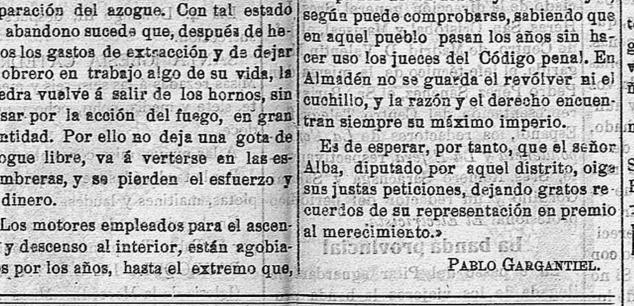 paración del azogue. Con tal estado
abandono sucede que, después de he-
os los gastos de extracción y de dejar
obrero en trabajo algo de su vida, la
edra vuelve á salir de los hornos, sin
sar por la acción del fuego, en gran
ntidad. Por ello no deja una gota de
ogue libre, va á verterse en las es-
mbreras, y se pierden el esfuerzo y
dinero.
Los motores empleados para el ascen-
y descenso al interior, están agobia-
s por los años, hasta el extremo que,
según puede comprobarse, sabiendo que
en aquel pueblo pasan los años sin ha-
cer uso los jueces del Código penal. En
Almadén no se guarda el revólver ni el
cuchillo, y la razón y el derecho encuen-
tran siempre su máximo imperio.
Es de esperar, por tanto, que el señor
Alba, diputado por aquel distrito, oiga
sus justas peticiones, dejando gratos re-
cuerdos de su representación en premio
al merecimiento.»
PABLO GARGANTIEL.